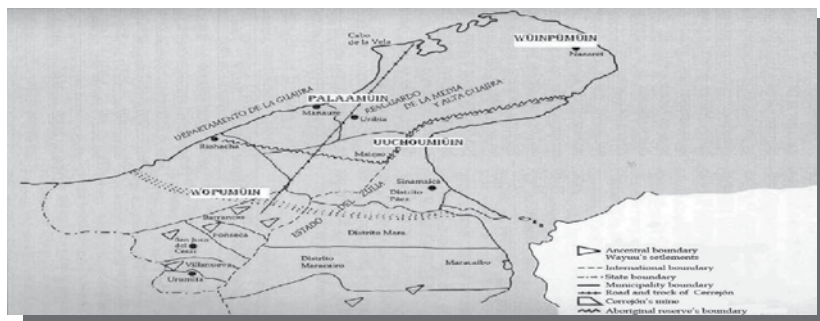 Cabo
de la Vela
WÜINPÜMÜIN
Nazaret
PALAAMÜIN
DEPARTAMENTO DE LA GUAJIRA
RESGUARDO
DE LA MEDIA
Y ALTA GUAJIRA
Manaure
Uribia
Riohacha
UUCHOUMÜIN
Maicao
WOPUMÜIN
Sinamaica
Distrito
Páez
ESTADO DEL ZULIA
Barrancas
Fonseca
San Juan
del
Cesar
Villanueva
Urumita
Distrito Mara
Distrito
Maracaibo
Ancestral boundary
Wayuu's setlements
International boundary
State boundary
Municipality boundary
Road and track of Cerrejón
Cerrejón's mine
Aboriginal reserve's boundary